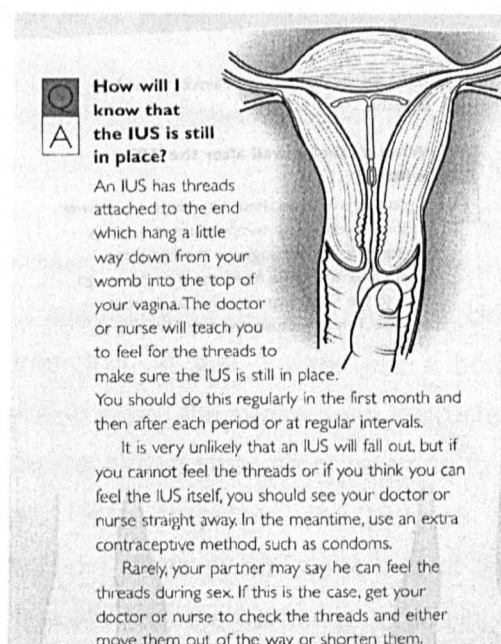 Q
A
How will I
know that
the IUS is still
in place?
An IUS has threads
attached to the end
which hang a little
way down from your
womb into the top of
your vagina. The doctor
or nurse will teach you
to feel for the threads to
make sure the IUS is still in place.
You should do this regularly in the first month and
then after each period or at regular intervals.
It is very unlikely that an IUS will fall out, but if
you cannot feel the threads or if you think you can
feel the IUS itself, you should see your doctor or
nurse straight away. In the meantime, use an extra
contraceptive method, such as condoms.
Rarely, your partner may say he can feel the
threads during sex. If this is the case, get your
doctor or nurse to check the threads and either
move them out of the way or shorten them.